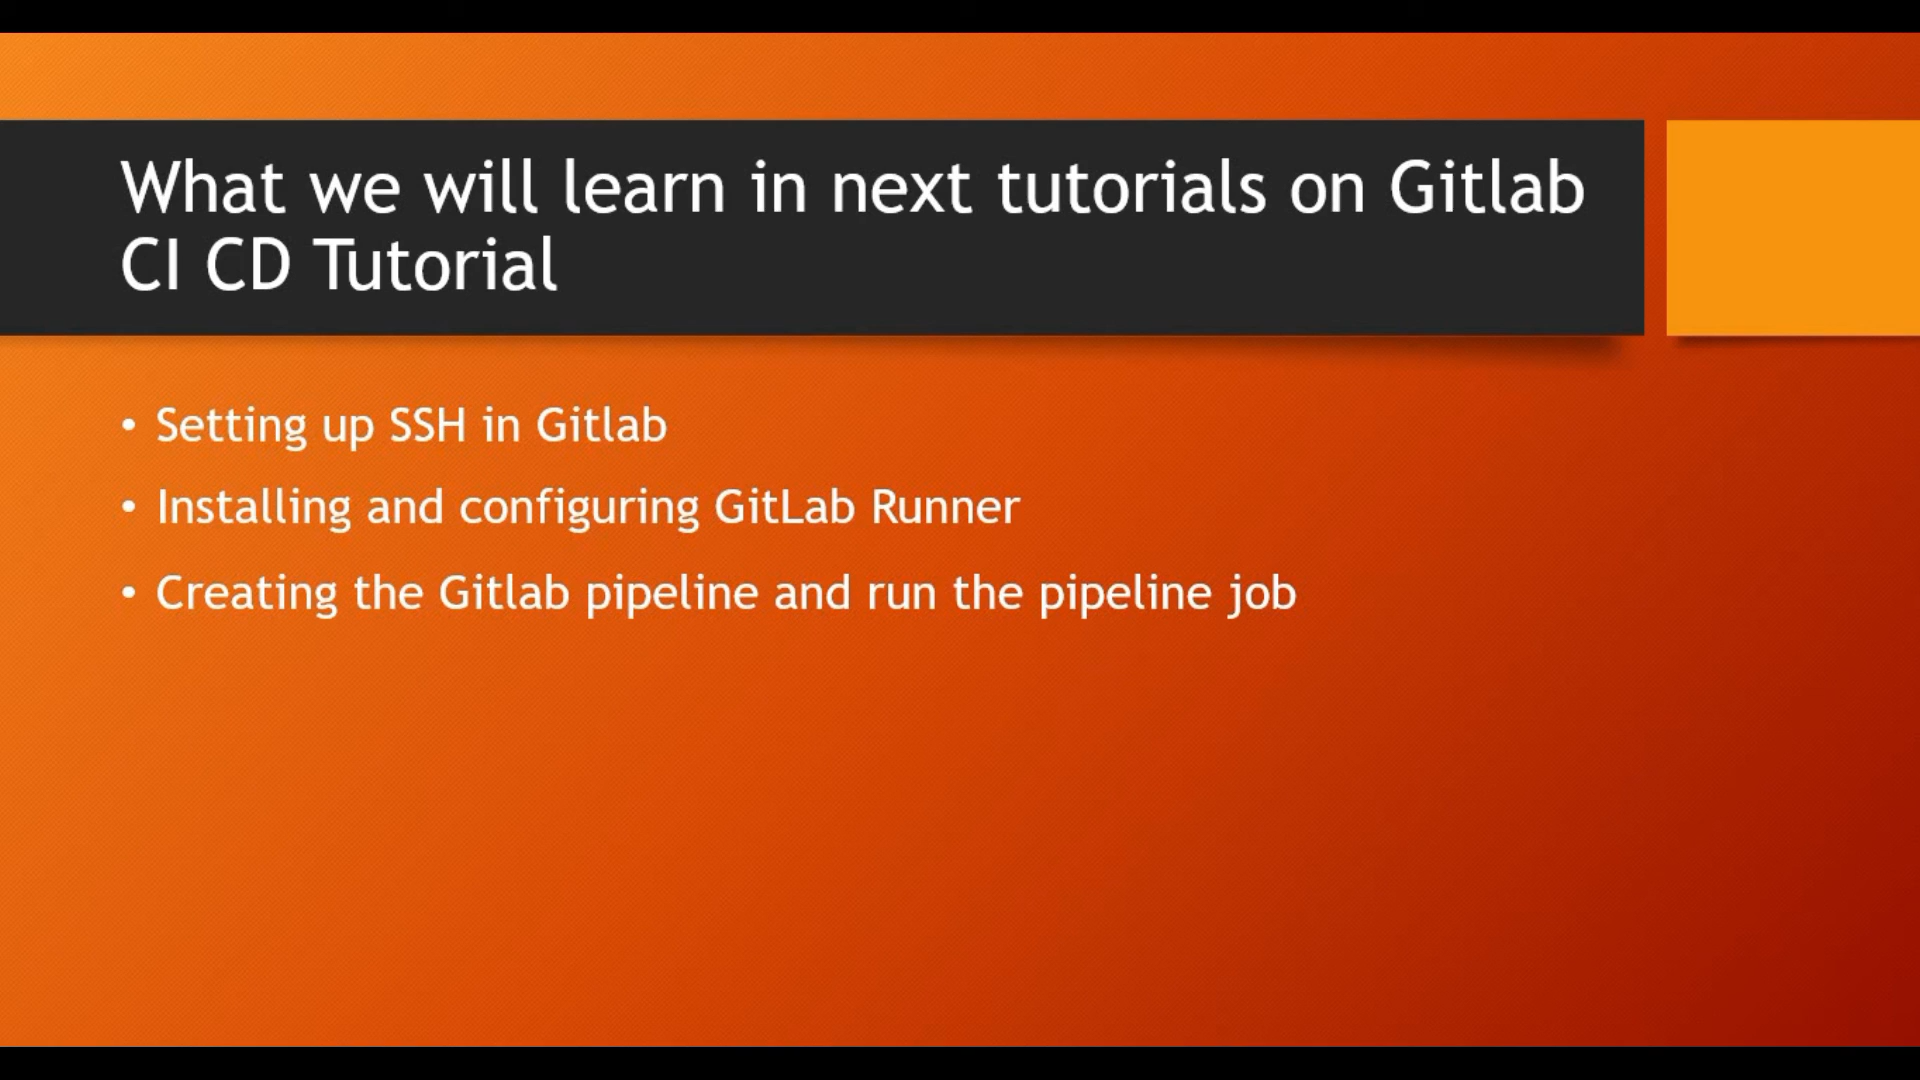 What we will learn in next tutorials on Gitlab
CI CD Tutorial
• Setting up SSH in Gitlab
• Installing and configuring GitLab Runner
• Creating the Gitlab pipeline and run the pipeline job